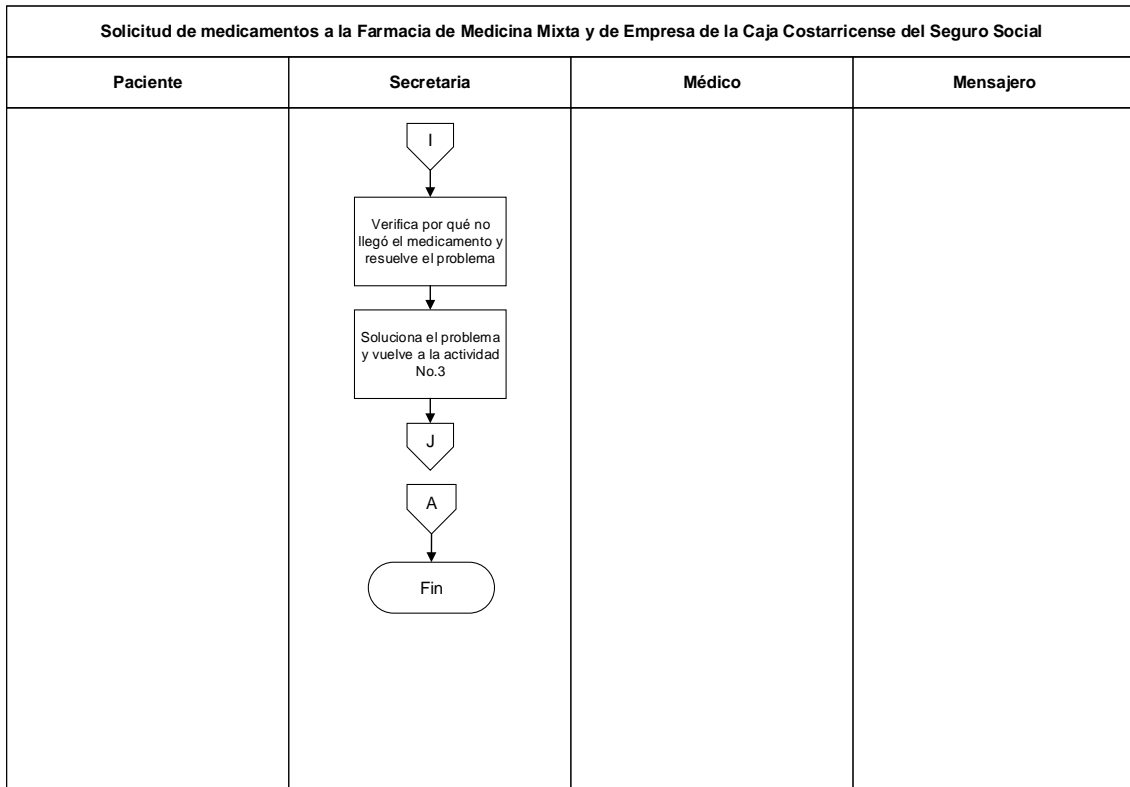 Solicitud de medicamentos a la Farmacia de Medicina Mixta y de Empresa de la Caja Costarricense del Seguro Social
Paciente
Secretaria
Médico
Mensajero
I
Verifica por qué no
llegó el medicamento y
resuelve el problema
Soluciona el problema
y vuelve a la actividad
No.3
J
A
Fin